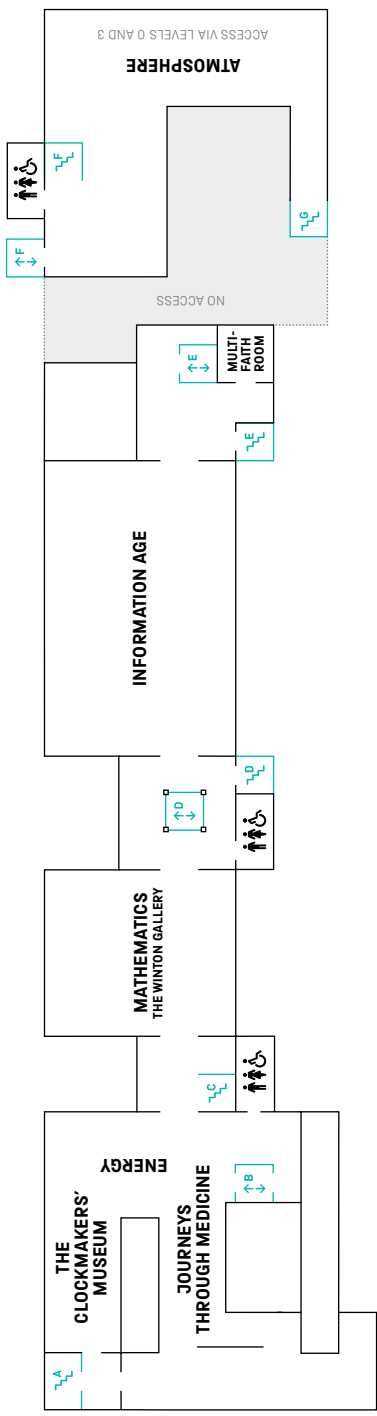 ACCESS VIA LEVELS 0 AND 3
ATMOSPHERE
F
F
G
NO ACCESS
E
MULTI-
FAITH
ROOM
E
INFORMATION AGE
D
D
MATHEMATICS
THE WINTON GALLERY
C
ENERGY
B
THE
CLOCKMAKERS’
MUSEUM
JOURNEYS
THROUGH MEDICINE
A